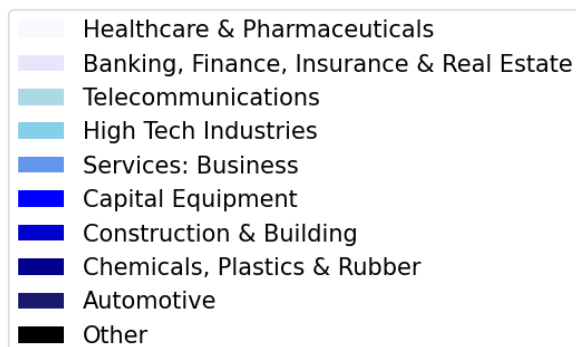 Healthcare & Pharmaceuticals
Banking, Finance, Insurance & Real Estate
Telecommunications
High Tech Industries
Services: Business
Capital Equipment
Construction & Building
Chemicals, Plastics & Rubber
Automotive
Other